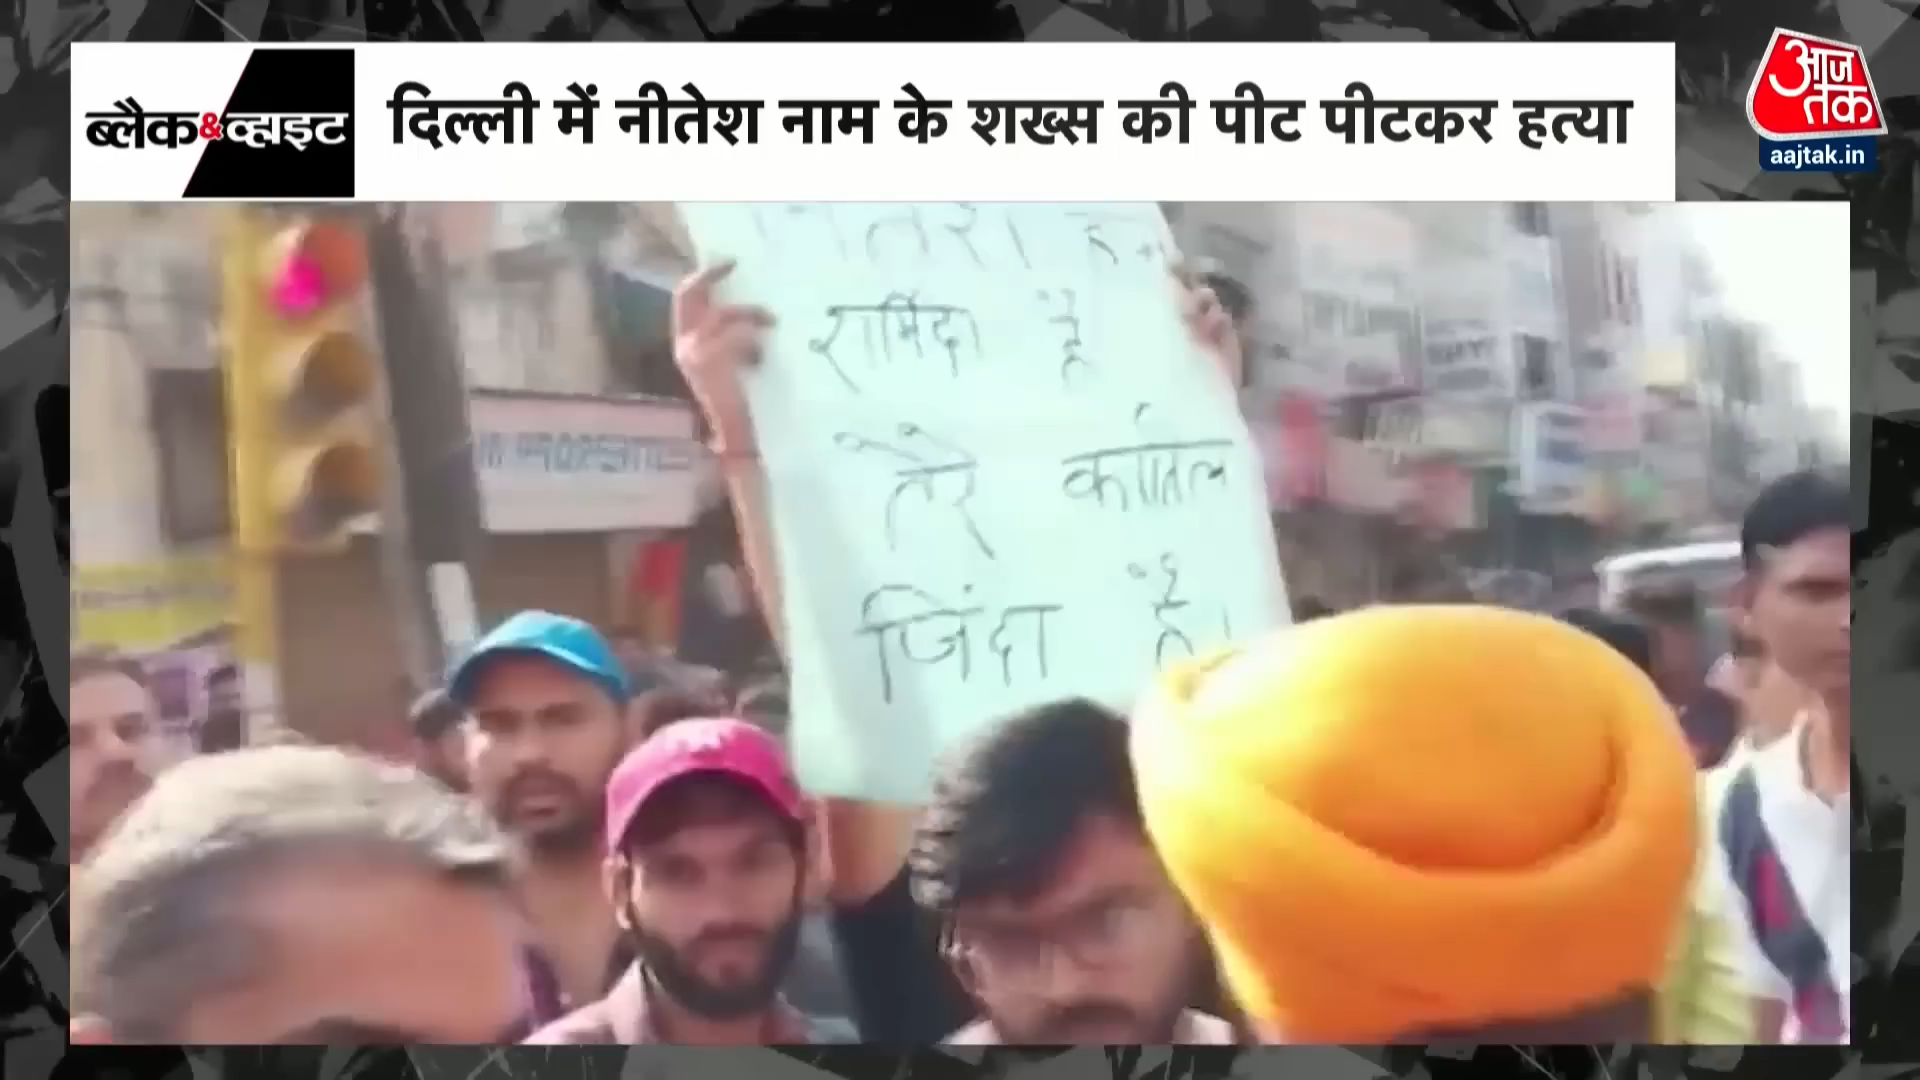 ब्लैक&व्हाइट
दिल्ली में नीतेश नाम के शख्स की पीट पीटकर हत्या
आज
तक
aajtak.in
शर्मिंदा हैं
तेरे कातिल
जिंदा हैं।